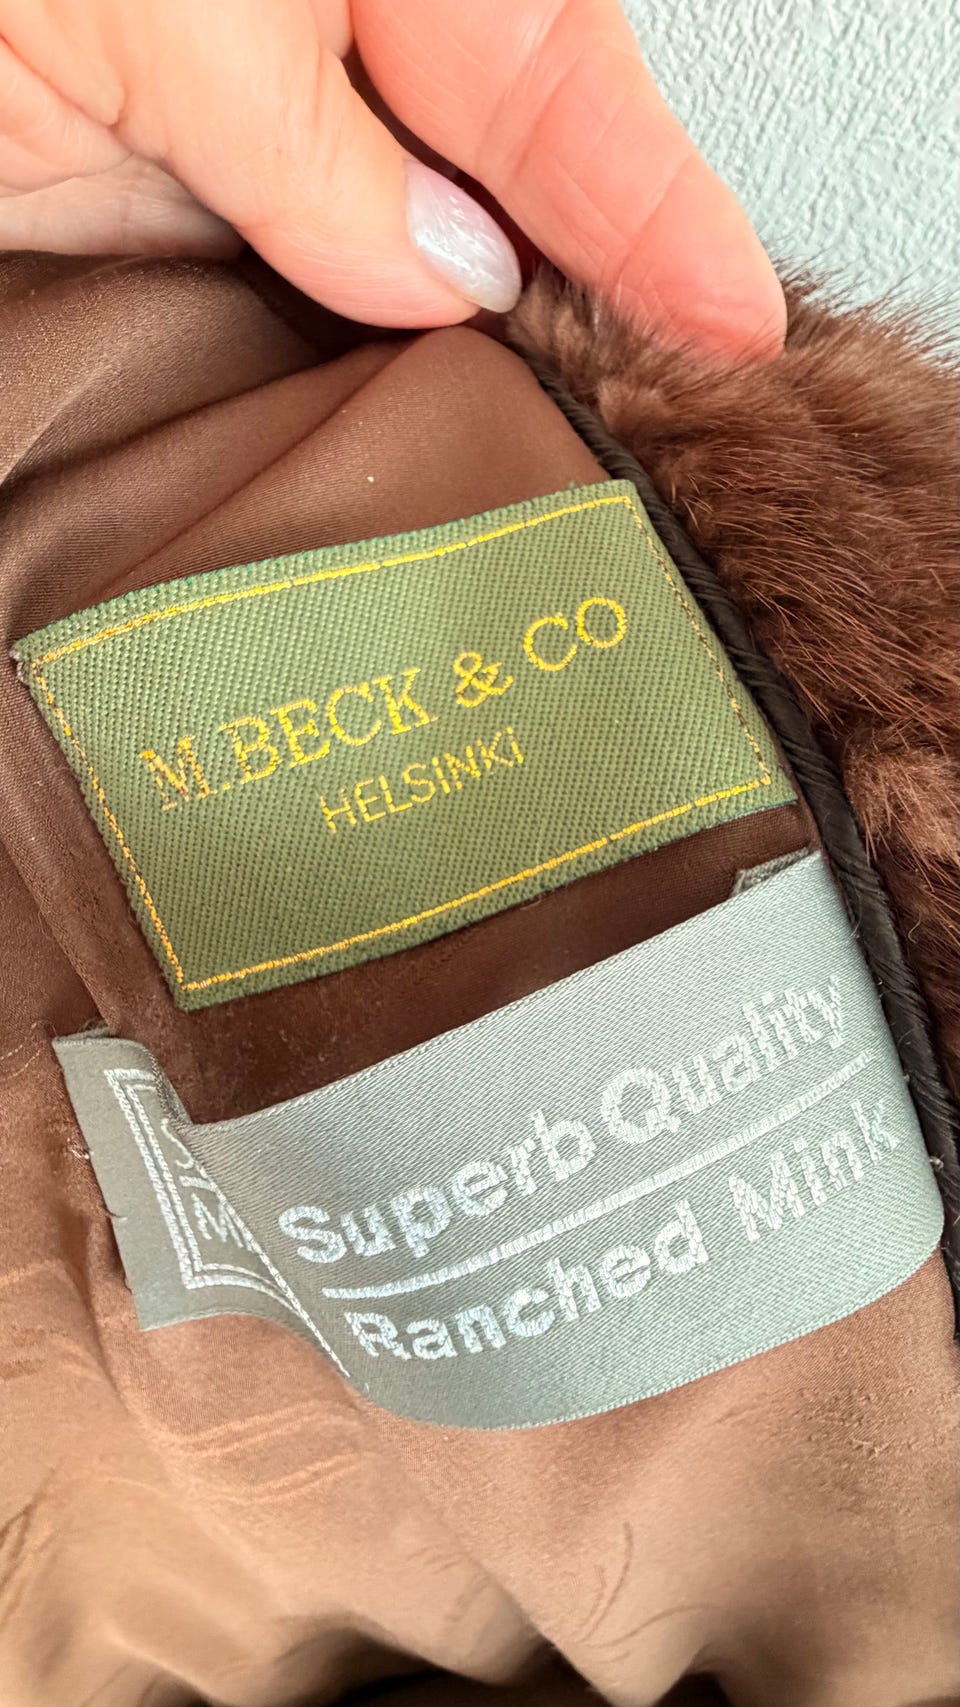 M.BECK & CO
HELSINKi
Superb Quality
Ranched Mink